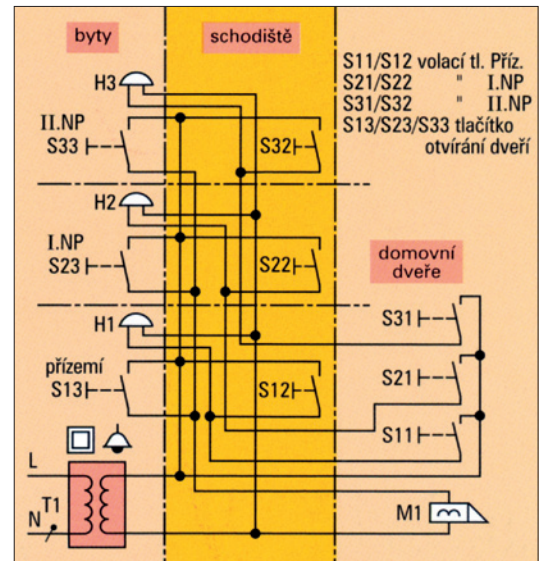 byty
schodiště
H3
II.NP
S33
S32
S11/S12 volací tl. Příz.
S21/S22 " I.NP
S31/S32 " II.NP
S13/S23/S33 tlačítko
otvírání dveří
H2
I.NP
S23
S22
domovní
dveře
H1
S31
přízemí
S13
S12
S21
S11
L
N
T1
M1